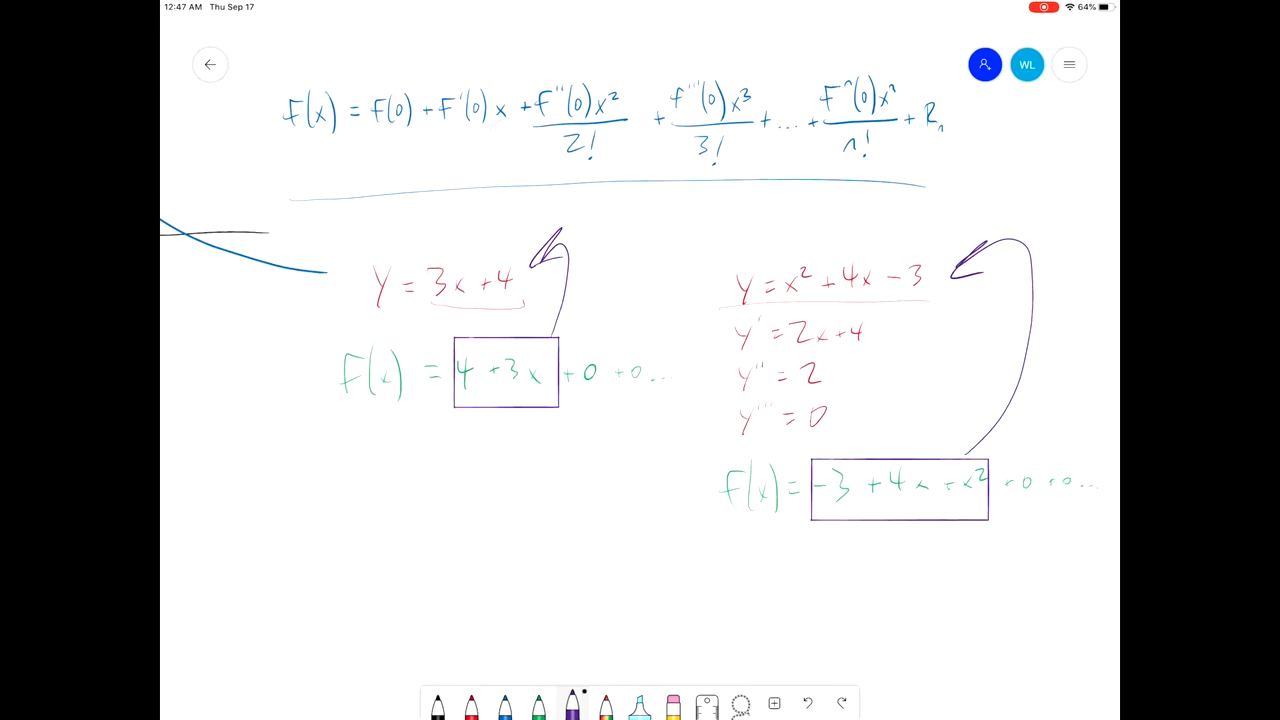 12:47 AM Thu Sep 17
64%
WL
F(x) = F(0) + F'(0) x + F''(0)x²/2! + F'''(0)x³/3! + ... + Fⁿ(0)xⁿ/n! + Rₙ
y = 3x + 4
F(x) = 4 + 3x + 0 + 0...
y = x² + 4x - 3
y' = 2x + 4
y'' = 2
y''' = 0
F(x) = -3 + 4x + x² + 0 + 0...